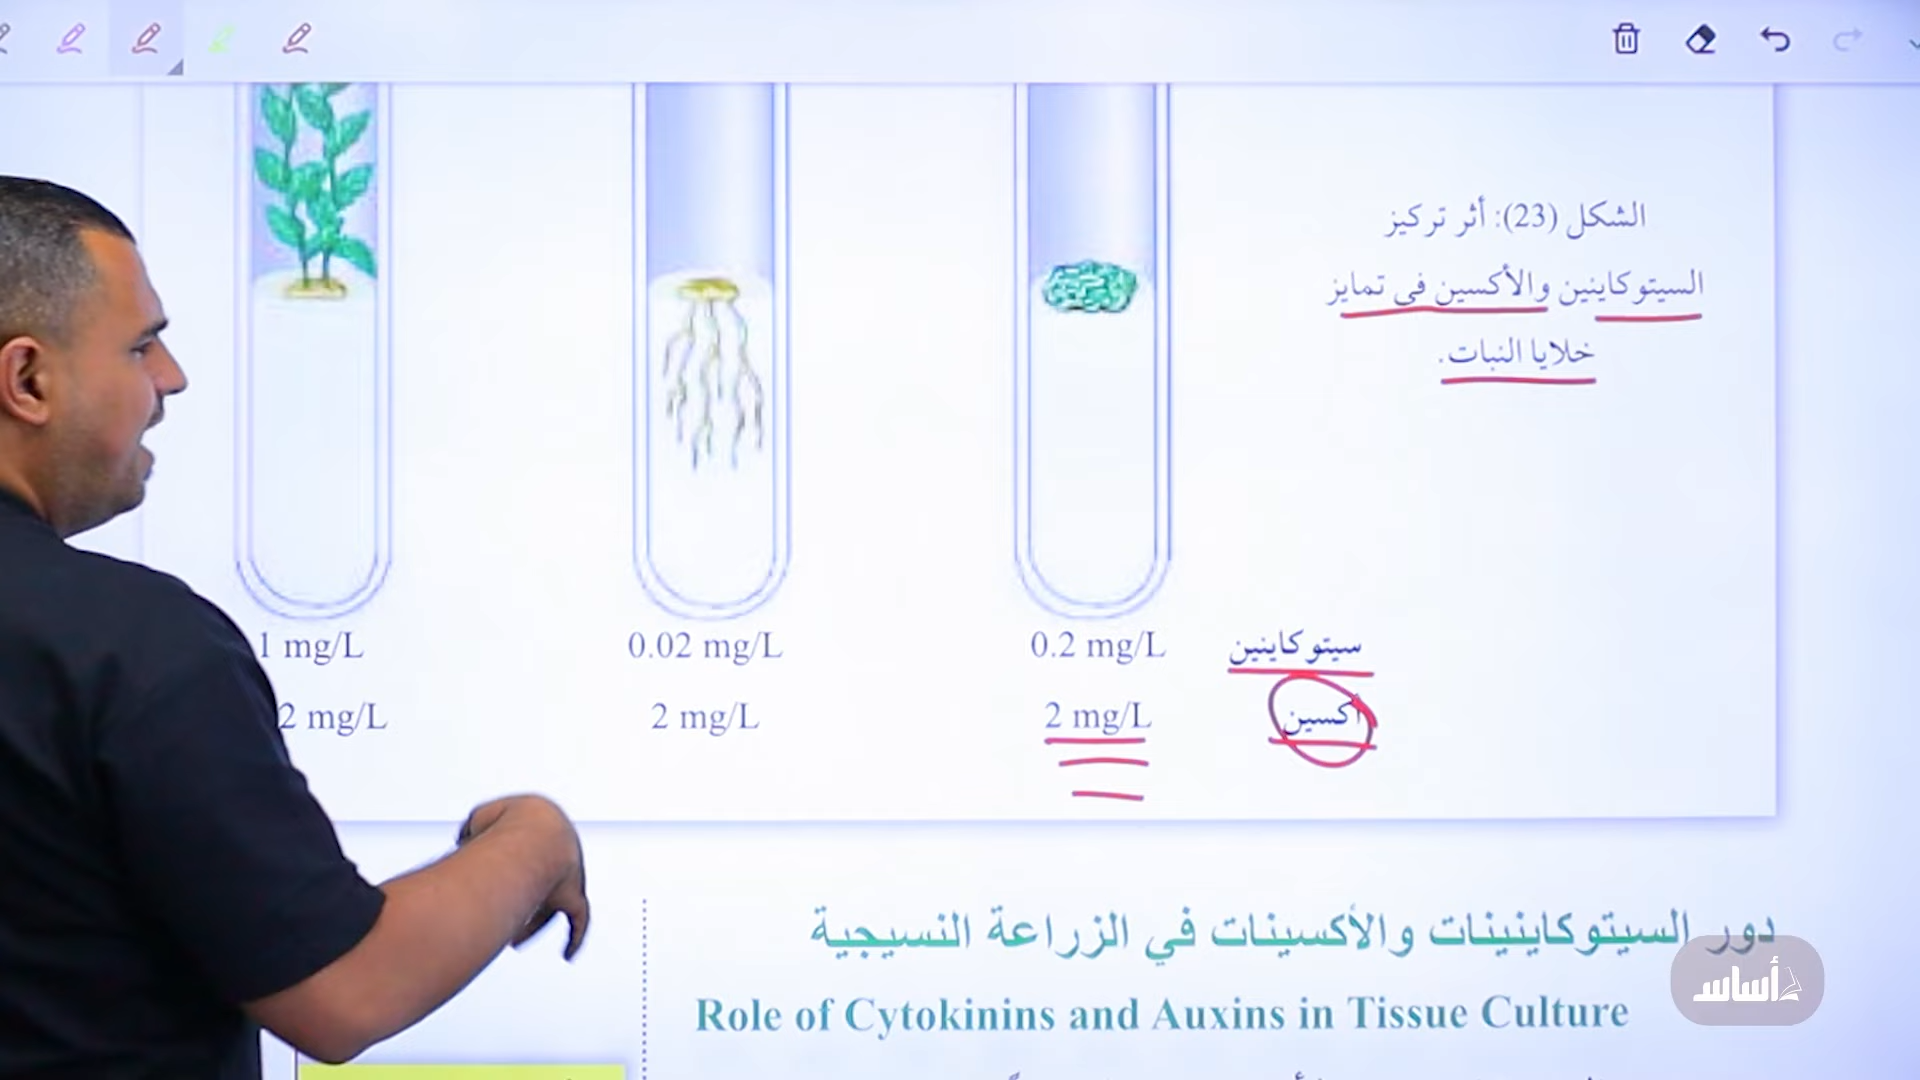 الشكل (23): أثر تركيز
السيتوكاينين والأكسين في تمايز
خلايا النبات.
سيتوكاينين 0.2 mg/L 0.02 mg/L 1 mg/L
أكسين 2 mg/L 2 mg/L 2 mg/L
دور السيتوكاينينات والأكسينات في الزراعة النسيجية
Role of Cytokinins and Auxins in Tissue Culture
أساس